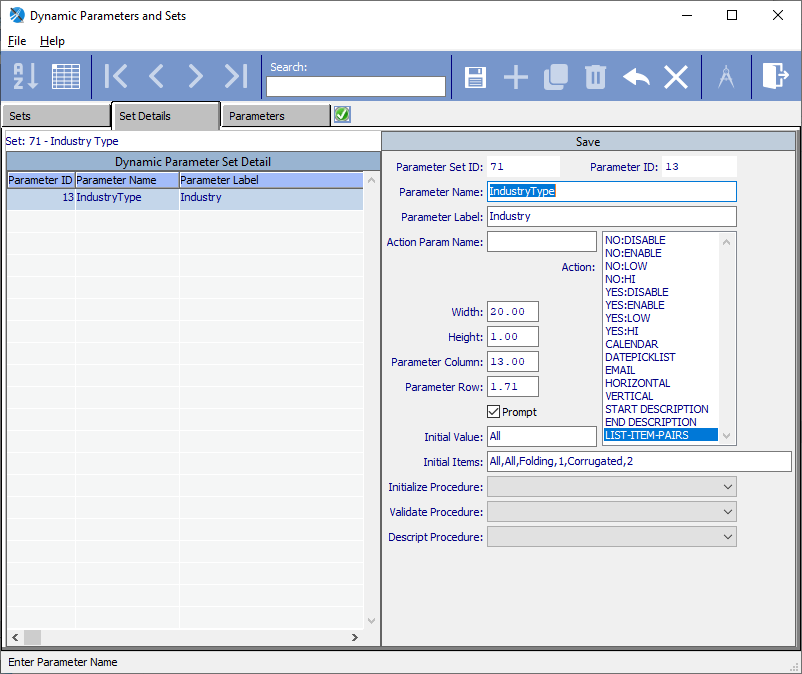 Dynamic Parameters and Sets
File Help
A
Z
Search:
Sets Set Details Parameters
Set: 71 - Industry Type
Dynamic Parameter Set Detail
Parameter ID Parameter Name Parameter Label
13 IndustryType Industry
Save
Parameter Set ID: 71 Parameter ID: 13
Parameter Name: IndustryType
Parameter Label: Industry
Action Param Name:
Action:
NO:DISABLE
NO:ENABLE
NO:LOW
NO:HI
YES:DISABLE
YES:ENABLE
YES:LOW
YES:HI
CALENDAR
DATEPICKLIST
EMAIL
HORIZONTAL
VERTICAL
START DESCRIPTION
END DESCRIPTION
LIST-ITEM-PAIRS
Width: 20.00
Height: 1.00
Parameter Column: 13.00
Parameter Row: 1.71
Prompt
Initial Value: All
Initial Items: All,All,Folding,1,Corrugated,2
Initialize Procedure:
Validate Procedure:
Descript Procedure:
Enter Parameter Name